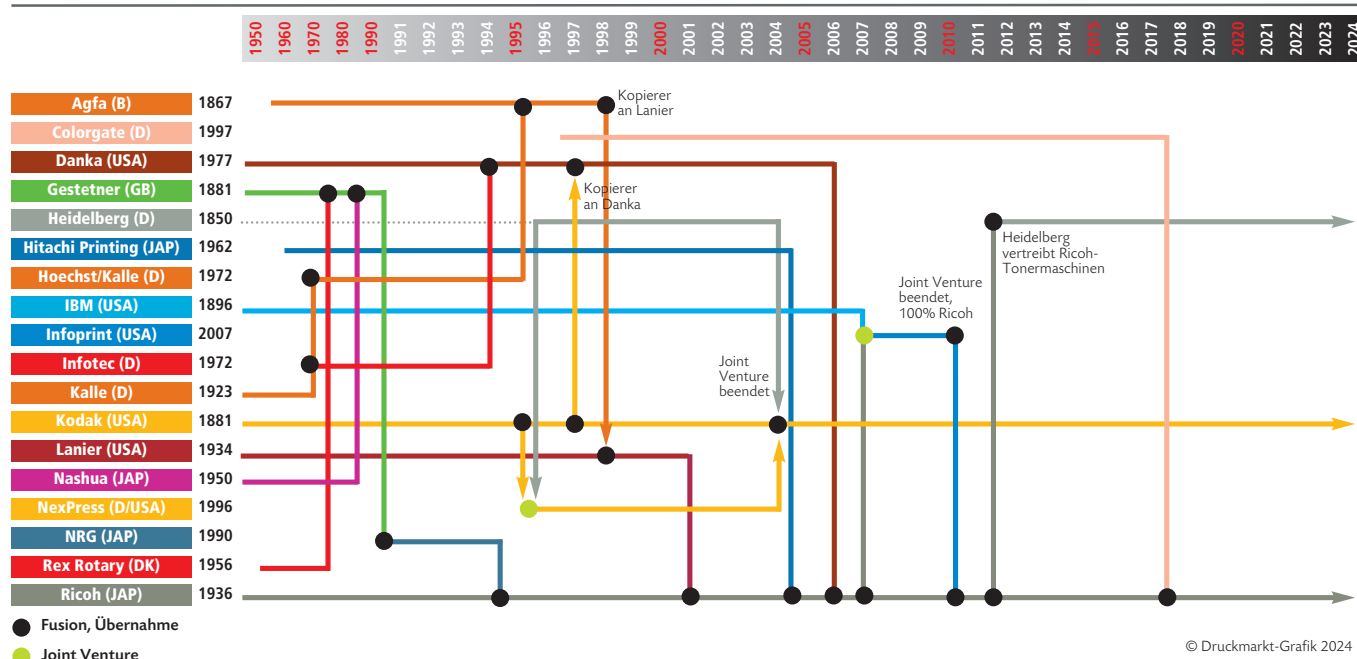 1950 1960 1970 1980 1990 1991 1992 1993 1994 1995 1996 1997 1998 1999 2000 2001 2002 2003 2004 2005 2006 2007 2008 2009 2010 2011 2012 2013 2014 2015 2016 2017 2018 2019 2020 2021 2022 2023 2024
Agfa (B) 1867
Kopierer
an Lanier
Colorgate (D) 1997
Danka (USA) 1977
Gestetner (GB) 1881
Kopierer
an Danka
Heidelberg (D) 1850
Hitachi Printing (JAP) 1962
Heidelberg
vertreibt Ricoh-
Tonermaschinen
Hoechst/Kalle (D) 1972
IBM (USA) 1896
Joint Venture
beendet,
100% Ricoh
Infoprint (USA) 2007
Infotec (D) 1972
Joint
Venture
beendet
Kalle (D) 1923
Kodak (USA) 1881
Lanier (USA) 1934
Nashua (JAP) 1950
NexPress (D/USA) 1996
NRG (JAP) 1990
Rex Rotary (DK) 1956
Ricoh (JAP) 1936
Fusion, Übernahme
Joint Venture
© Druckmarkt-Grafik 2024